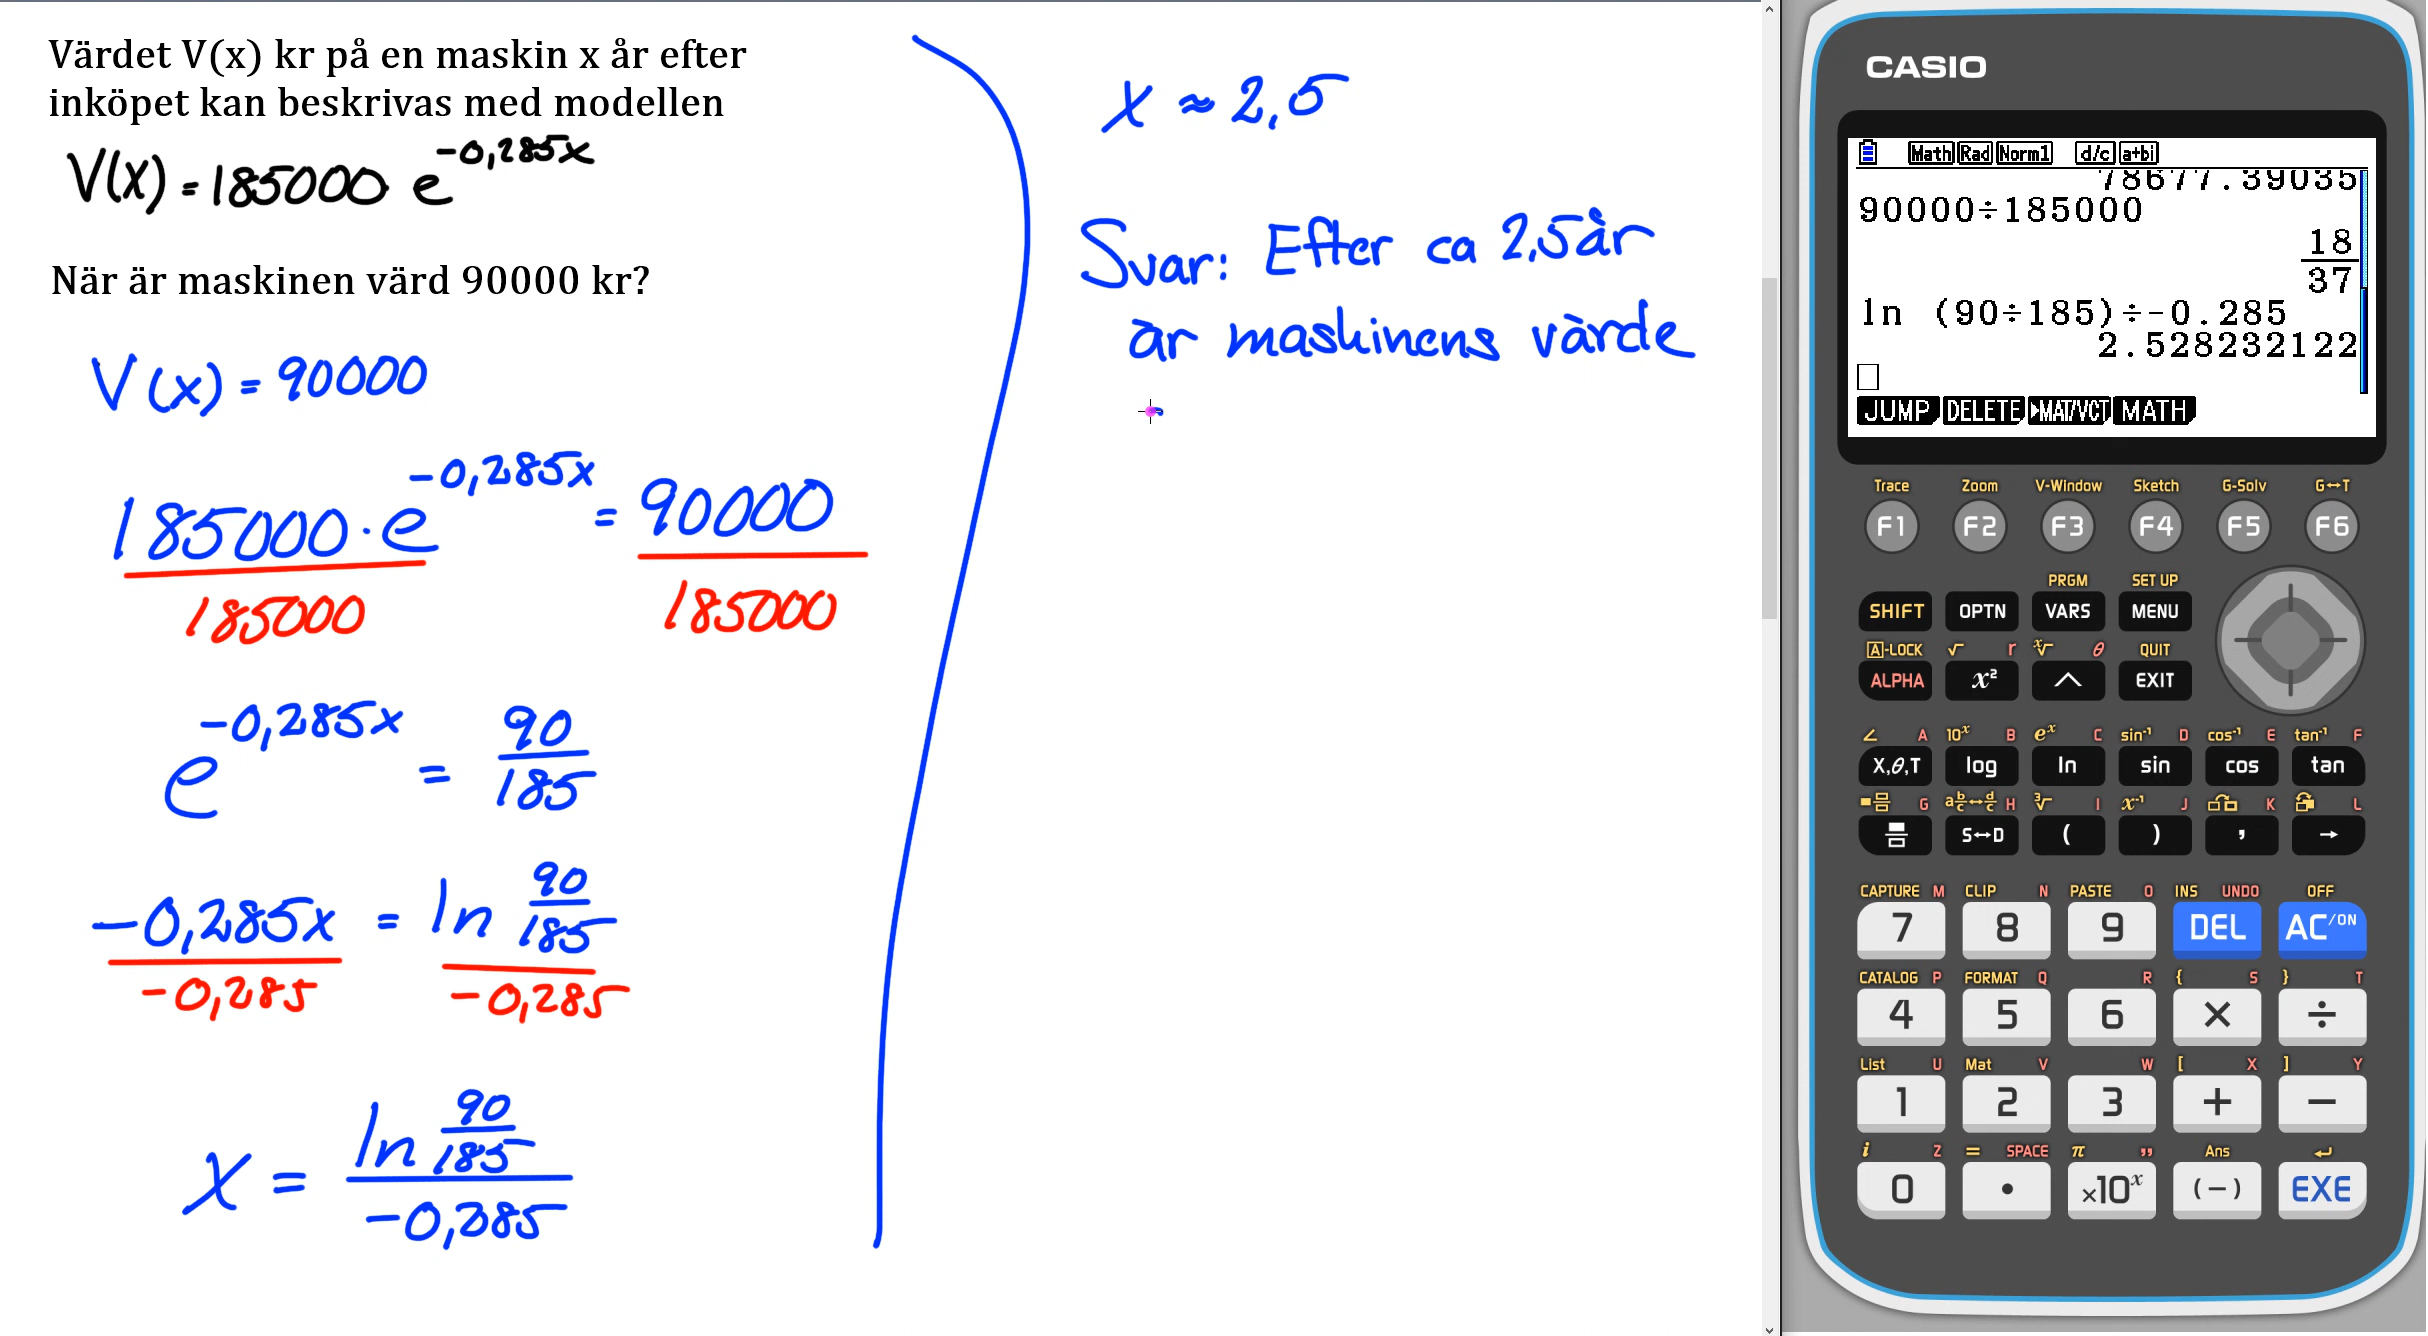 Värdet V(x) kr på en maskin x år efter
inköpet kan beskrivas med modellen
V(x) = 185000 e^-0,285x
När är maskinen värd 90000 kr?
V(x) = 90000
185000 · e^-0,285x = 90000
185000 185000
e^-0,285x = 90/185
-0,285x = ln 90/185
-0,285 -0,285
x = ln 90/185
-0,285
x ≈ 2,5
Svar: Efter ca 2,5 år
är maskinens värde
CASIO
Math Rad Norm1 d/c a+bi
78677.39035
90000÷185000
18
37
ln (90÷185)÷-0.285
2.528232122
JUMP DELETE ▶MAT/VCT MATH
Trace Zoom V-Window Sketch G-Solv G↔T
F1 F2 F3 F4 F5 F6
PRGM SET UP
SHIFT OPTN VARS MENU
A-LOCK √ r ˣ√ θ QUIT
ALPHA x² ^ EXIT
∠ A 10ˣ B eˣ C sin⁻¹ D cos⁻¹ E tan⁻¹ F
X,θ,T log ln sin cos tan
G a b/c↔d/c H ³√ I x⁻¹ J K L
S↔D ( ) , →
CAPTURE M CLIP N PASTE O INS UNDO OFF
7 8 9 DEL AC/ON
CATALOG P FORMAT Q R { S } T
4 5 6 × ÷
List U Mat V W [ X ] Y
1 2 3 + −
i Z = SPACE π " Ans ↵
0 • ×10ˣ (−) EXE